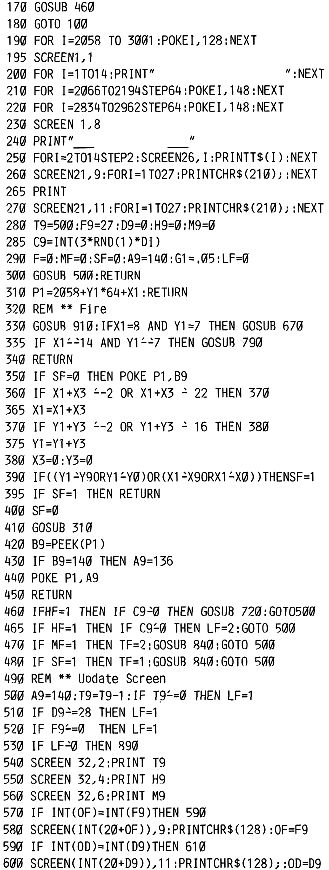 170 GOSUB 460
180 GOTO 100
190 FOR I=2058 TO 3001:POKEI,128:NEXT
195 SCREEN1,1
200 FOR I=1TO14:PRINT" ":NEXT
210 FOR I=2066TO2194STEP64:POKEI,148:NEXT
220 FOR I=2834TO2962STEP64:POKEI,148:NEXT
230 SCREEN 1,8
240 PRINT"___ ___"
250 FORI=2TO14STEP2:SCREEN26,I:PRINTT$(I):NEXT
260 SCREEN21,9:FORI=1TO27:PRINTCHR$(210);:NEXT
265 PRINT
270 SCREEN21,11:FORI=1TO27:PRINTCHR$(210);:NEXT
280 T9=500:F9=27:D9=0:H9=0:M9=0
285 C9=INT(3*RND(1)*DI)
290 F=0:MF=0:SF=0:A9=140:G1=.05:LF=0
300 GOSUB 500:RETURN
310 P1=2058+Y1*64+X1:RETURN
320 REM ** Fire
330 GOSUB 910:IFX1=8 AND Y1=7 THEN GOSUB 670
335 IF X1^-14 AND Y1^-7 THEN GOSUB 790
340 RETURN
350 IF SF=0 THEN POKE P1,B9
360 IF X1+X3 ^--2 OR X1+X3 ^- 22 THEN 370
365 X1=X1+X3
370 IF Y1+Y3 ^--2 OR Y1+Y3 ^- 16 THEN 380
375 Y1=Y1+Y3
380 X3=0:Y3=0
390 IF((Y1^-Y9ORY1^-Y0)OR(X1^-X9ORX1^-X0))THENSF=1
395 IF SF=1 THEN RETURN
400 SF=0
410 GOSUB 310
420 B9=PEEK(P1)
430 IF B9=140 THEN A9=136
440 POKE P1,A9
450 RETURN
460 IFHF=1 THEN IF C9^-0 THEN GOSUB 720:GOTO500
465 IF HF=1 THEN IF C9^-0 THEN LF=2:GOTO 500
470 IF MF=1 THEN TF=2:GOSUB 840:GOTO 500
480 IF SF=1 THEN TF=1:GOSUB 840:GOTO 500
490 REM ** Uodate Screen
500 A9=140:T9=T9-1:IF T9^-=0 THEN LF=1
510 IF D9^-=28 THEN LF=1
520 IF F9^-=0 THEN LF=1
530 IF LF^-0 THEN 890
540 SCREEN 32,2:PRINT T9
550 SCREEN 32,4:PRINT H9
560 SCREEN 32,6:PRINT M9
570 IF INT(OF)=INT(F9)THEN 590
580 SCREEN(INT(20+OF)),9:PRINTCHR$(128):OF=F9
590 IF INT(OD)=INT(D9)THEN 610
600 SCREEN(INT(20+D9)),11:PRINTCHR$(128);:OD=D9